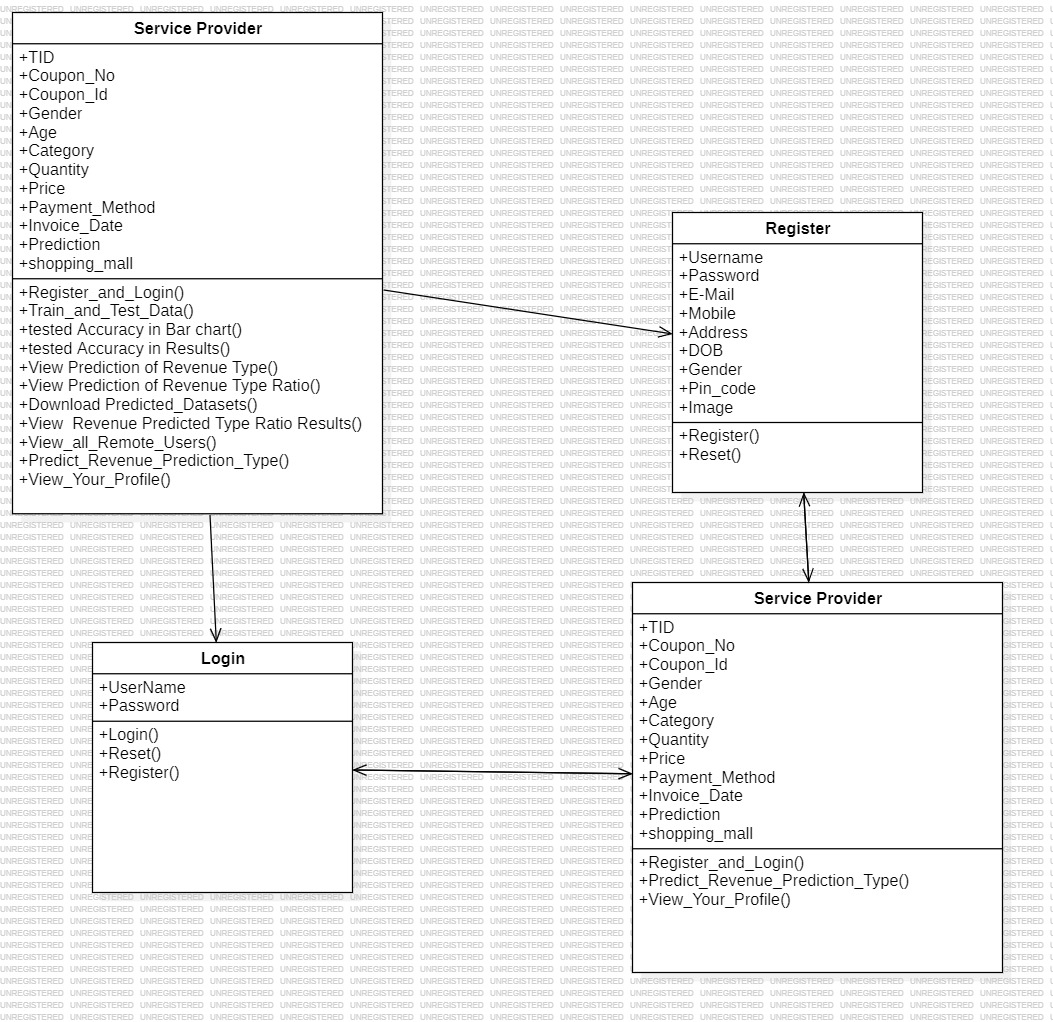 Service Provider
+TID
+Coupon_No
+Coupon_Id
+Gender
+Age
+Category
+Quantity
+Price
+Payment_Method
+Invoice_Date
+Prediction
+shopping_mall
+Register_and_Login()
+Train_and_Test_Data()
+tested Accuracy in Bar chart()
+tested Accuracy in Results()
+View Prediction of Revenue Type()
+View Prediction of Revenue Type Ratio()
+Download Predicted_Datasets()
+View  Revenue Predicted Type Ratio Results()
+View_all_Remote_Users()
+Predict_Revenue_Prediction_Type()
+View_Your_Profile()
Register
+Username
+Password
+E-Mail
+Mobile
+Address
+DOB
+Gender
+Pin_code
+Image
+Register()
+Reset()
Login
+UserName
+Password
+Login()
+Reset()
+Register()
Service Provider
+TID
+Coupon_No
+Coupon_Id
+Gender
+Age
+Category
+Quantity
+Price
+Payment_Method
+Invoice_Date
+Prediction
+shopping_mall
+Register_and_Login()
+Predict_Revenue_Prediction_Type()
+View_Your_Profile()
UNREGISTERED